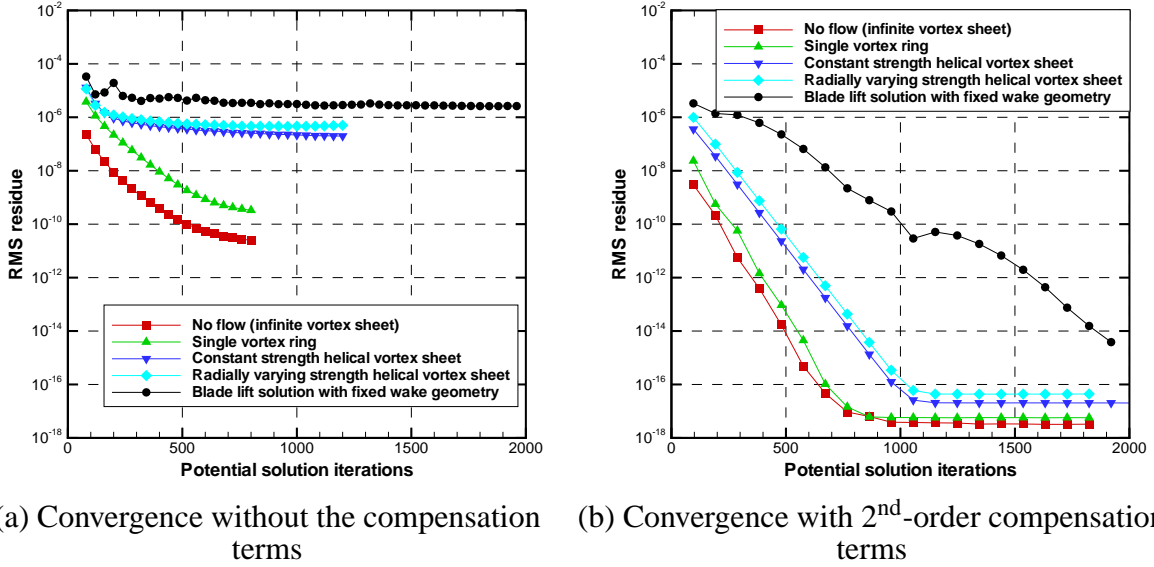 10^-2
10^-4
10^-6
10^-8
10^-10
10^-12
10^-14
10^-16
10^-18
RMS residue
0 500 1000 1500 2000
Potential solution iterations
No flow (infinite vortex sheet)
Single vortex ring
Constant strength helical vortex sheet
Radially varying strength helical vortex sheet
Blade lift solution with fixed wake geometry
(a) Convergence without the compensation
terms
10^-2
10^-4
10^-6
10^-8
10^-10
10^-12
10^-14
10^-16
10^-18
RMS residue
0 500 1000 1500 2000
Potential solution iterations
No flow (infinite vortex sheet)
Single vortex ring
Constant strength helical vortex sheet
Radially varying strength helical vortex sheet
Blade lift solution with fixed wake geometry
(b) Convergence with 2nd-order compensation
terms